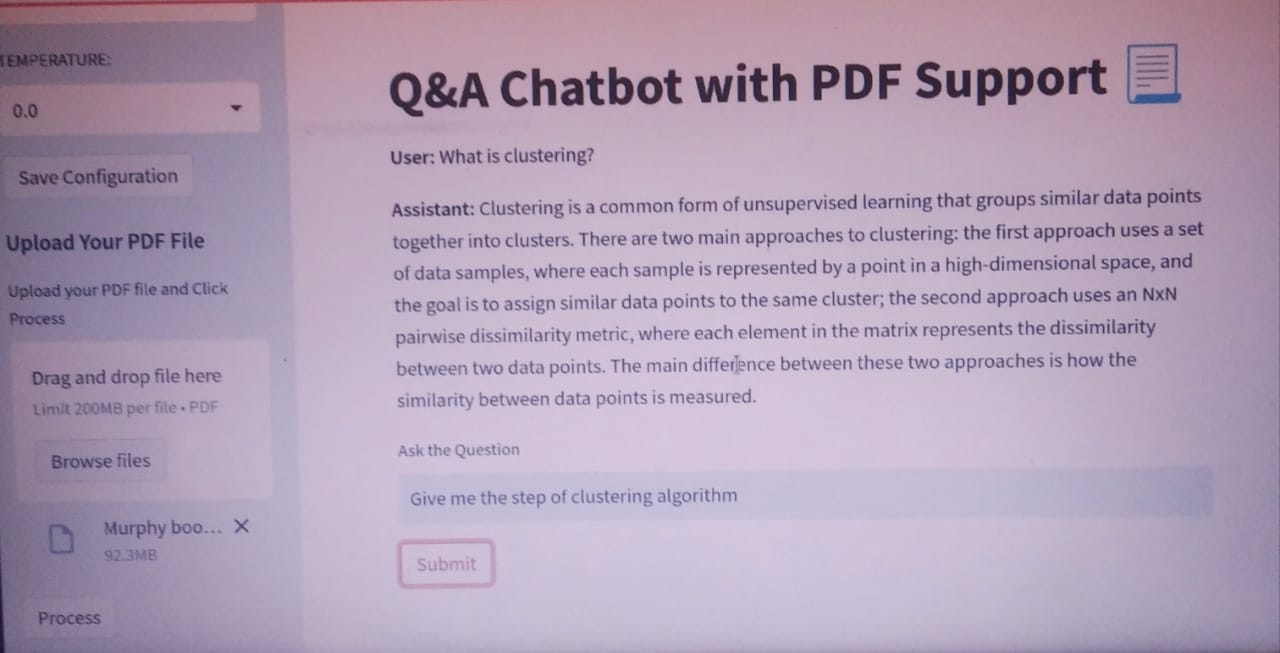 TEMPERATURE:
0.0
Save Configuration
Upload Your PDF File
Upload your PDF file and Click
Process
Drag and drop file here
Limit 200MB per file • PDF
Browse files
Murphy boo...
92.3MB
Process
Q&A Chatbot with PDF Support
User: What is clustering?
Assistant: Clustering is a common form of unsupervised learning that groups similar data points
together into clusters. There are two main approaches to clustering: the first approach uses a set
of data samples, where each sample is represented by a point in a high-dimensional space, and
the goal is to assign similar data points to the same cluster; the second approach uses an NxN
pairwise dissimilarity metric, where each element in the matrix represents the dissimilarity
between two data points. The main difference between these two approaches is how the
similarity between data points is measured.
Ask the Question
Give me the step of clustering algorithm
Submit